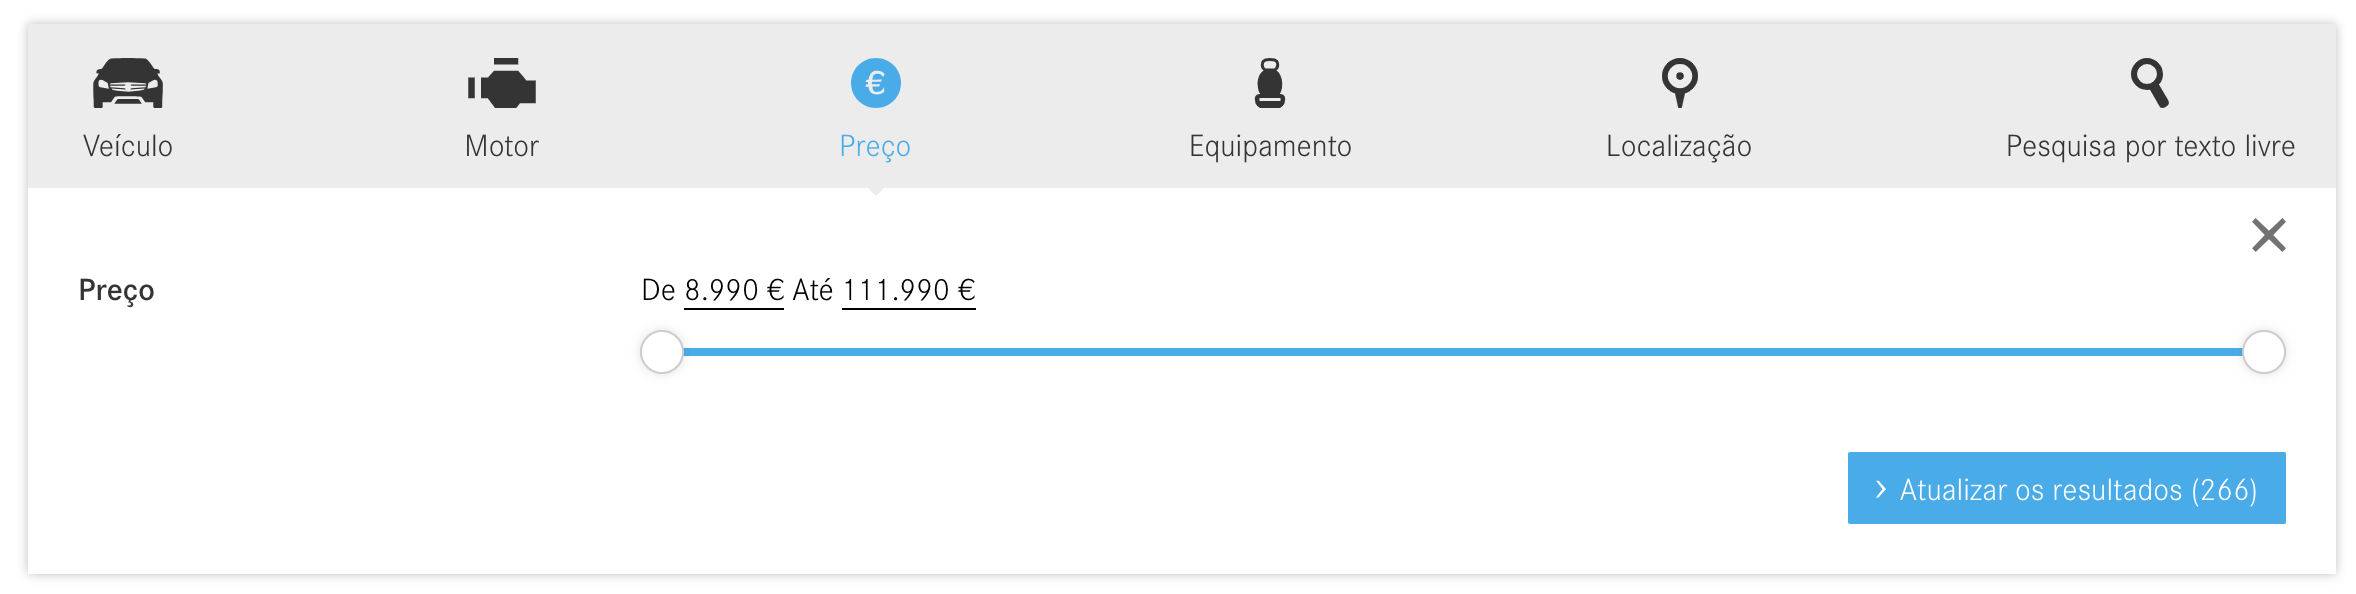 €
Veículo
Motor
Preço
Equipamento
Localização
Pesquisa por texto livre
Preço
De 8.990 € Até 111.990 €
Atualizar os resultados (266)